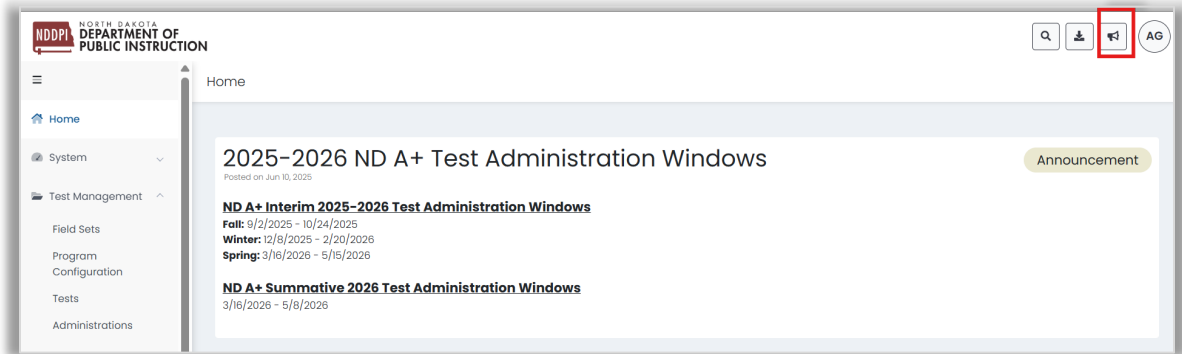 NDDPI
NORTH DAKOTA
DEPARTMENT OF
PUBLIC INSTRUCTION
AG
Home
Home
System
Test Management
Field Sets
Program
Configuration
Tests
Administrations
2025-2026 ND A+ Test Administration Windows
Announcement
Posted on Jun 10, 2025
ND A+ Interim 2025-2026 Test Administration Windows
Fall: 9/2/2025 - 10/24/2025
Winter: 12/8/2025 - 2/20/2026
Spring: 3/16/2026 - 5/15/2026
ND A+ Summative 2026 Test Administration Windows
3/16/2026 - 5/8/2026